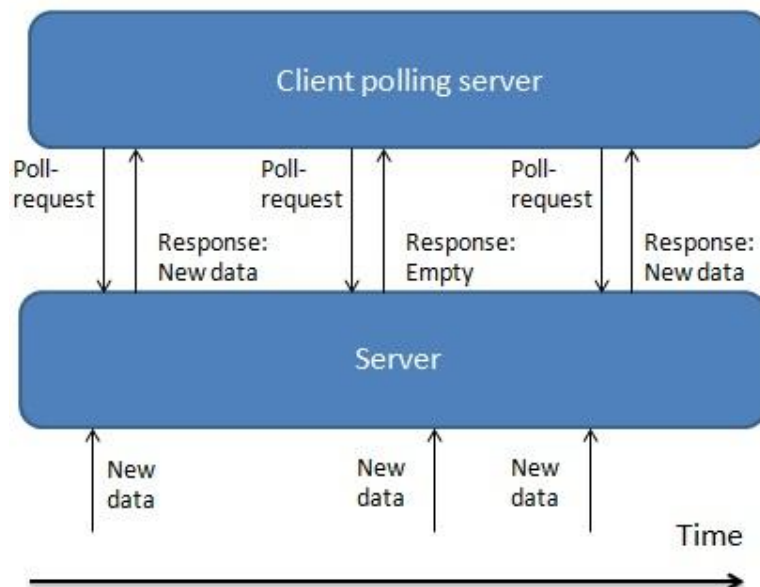 Client polling server
Poll-
request
Response:
New data
Poll-
request
Response:
Empty
Poll-
request
Response:
New data
Server
New
data
New
data
New
data
Time